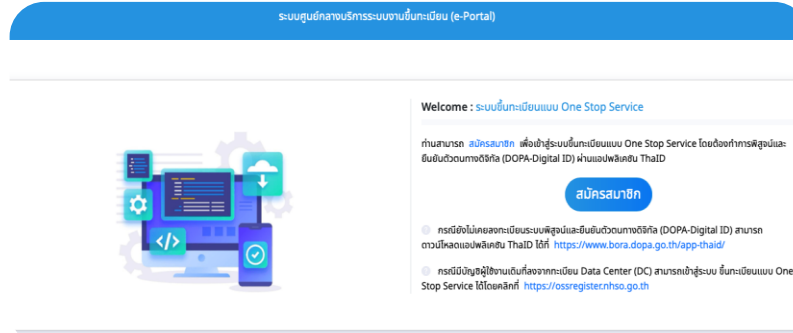 ระบบศูนย์กลางบริการระบบงานขึ้นทะเบียน (e-Portal)
Welcome : ระบบขึ้นทะเบียนแบบ One Stop Service
ท่านสามารถ สมัครสมาชิก เพื่อเข้าสู่ระบบขึ้นทะเบียนแบบ One Stop Service โดยต้องทำการพิสูจน์และ
ยืนยันตัวตนทางดิจิทัล (DOPA-Digital ID) ผ่านแอปพลิเคชัน ThaID
สมัครสมาชิก
กรณียังไม่เคยลงทะเบียนระบบพิสูจน์และยืนยันตัวตนทางดิจิทัล (DOPA-Digital ID) สามารถ
ดาวน์โหลดแอปพลิเคชัน ThaID ได้ที่ https://www.bora.dopa.go.th/app-thaid/
กรณีมีบัญชีผู้ใช้งานเดิมที่ลงจากทะเบียน Data Center (DC) สามารถเข้าสู่ระบบ ขึ้นทะเบียนแบบ One
Stop Service ได้โดยคลิกที่ https://ossregister.nhso.go.th